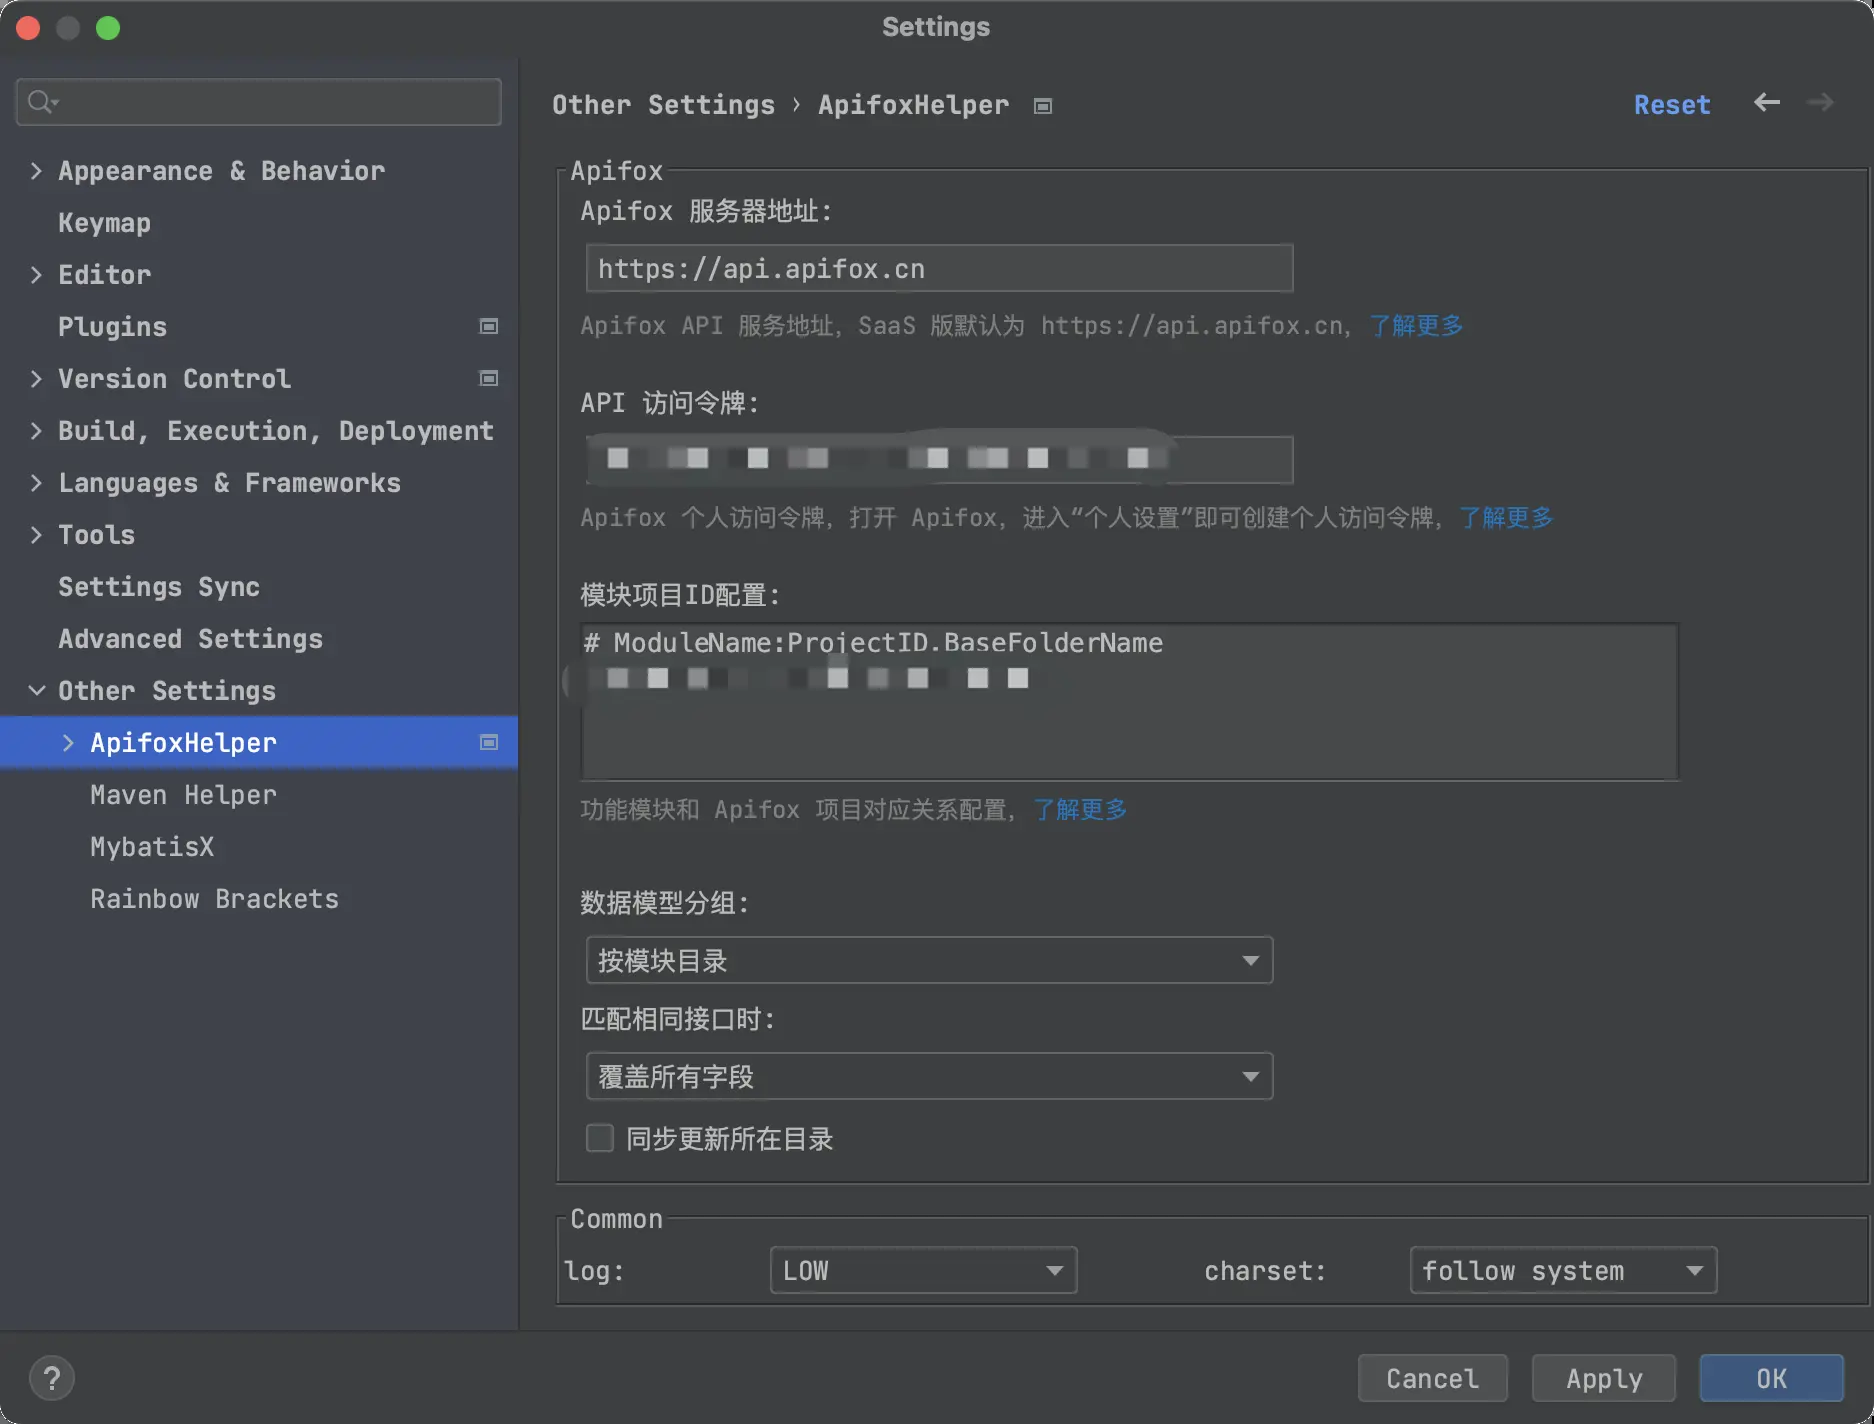 Settings
Other Settings › ApifoxHelper
Reset
Appearance & Behavior
Keymap
Editor
Plugins
Version Control
Build, Execution, Deployment
Languages & Frameworks
Tools
Settings Sync
Advanced Settings
Other Settings
ApifoxHelper
Maven Helper
MybatisX
Rainbow Brackets
Apifox
Apifox 服务器地址:
https://api.apifox.cn
Apifox API 服务地址, SaaS 版默认为 https://api.apifox.cn, 了解更多
API 访问令牌:
Apifox 个人访问令牌, 打开 Apifox, 进入“个人设置”即可创建个人访问令牌, 了解更多
模块项目ID配置:
# ModuleName:ProjectID.BaseFolderName
功能模块和 Apifox 项目对应关系配置, 了解更多
数据模型分组:
按模块目录
匹配相同接口时:
覆盖所有字段
同步更新所在目录
Common
log:
LOW
charset:
follow system
?
Cancel
Apply
OK